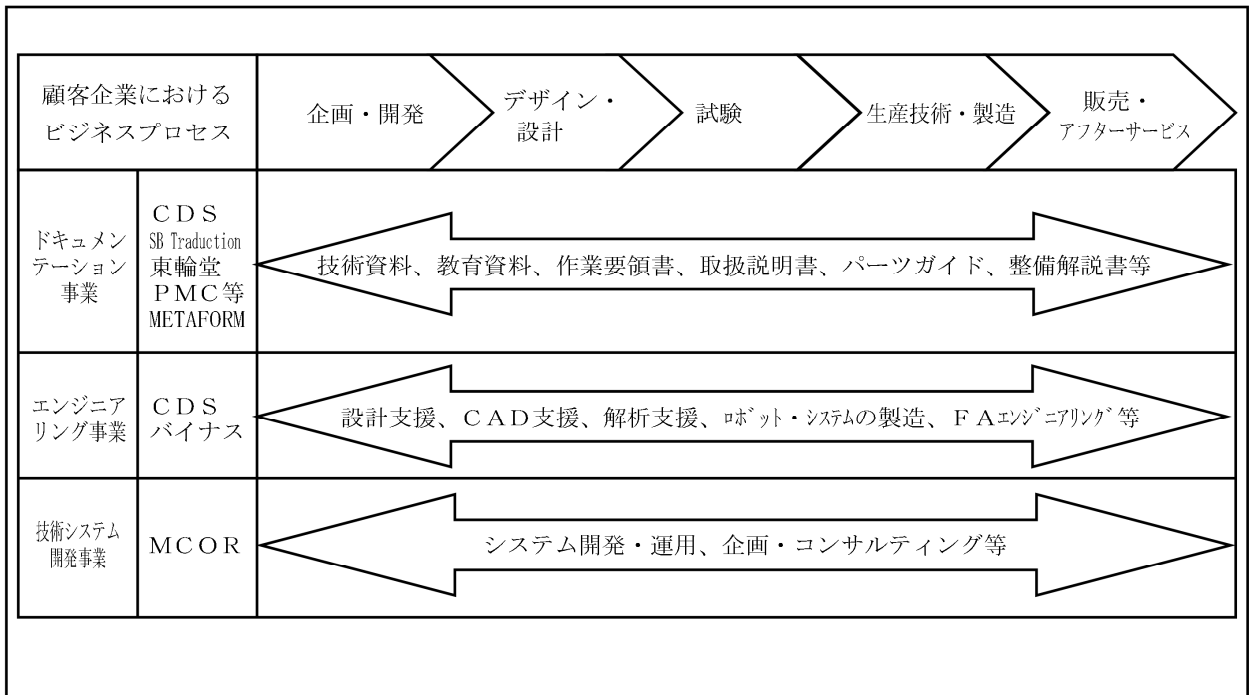 顧客企業における
ビジネスプロセス
企画・開発
デザイン・
設計
試験
生産技術・製造
販売・
アフターサービス
ドキュメン
テーション
事業
ＣＤＳ
SB Traduction
東輪堂
ＰＭＣ等
METAFORM
技術資料、教育資料、作業要領書、取扱説明書、パーツガイド、整備解説書等
エンジニア
リング事業
ＣＤＳ
バイナス
設計支援、ＣＡＤ支援、解析支援、ﾛﾎﾞｯﾄ・ｼｽﾃﾑの製造、ＦＡｴﾝｼﾞﾆｱﾘﾝｸﾞ等
技術システム
開発事業
ＭＣＯＲ
システム開発・運用、企画・コンサルティング等